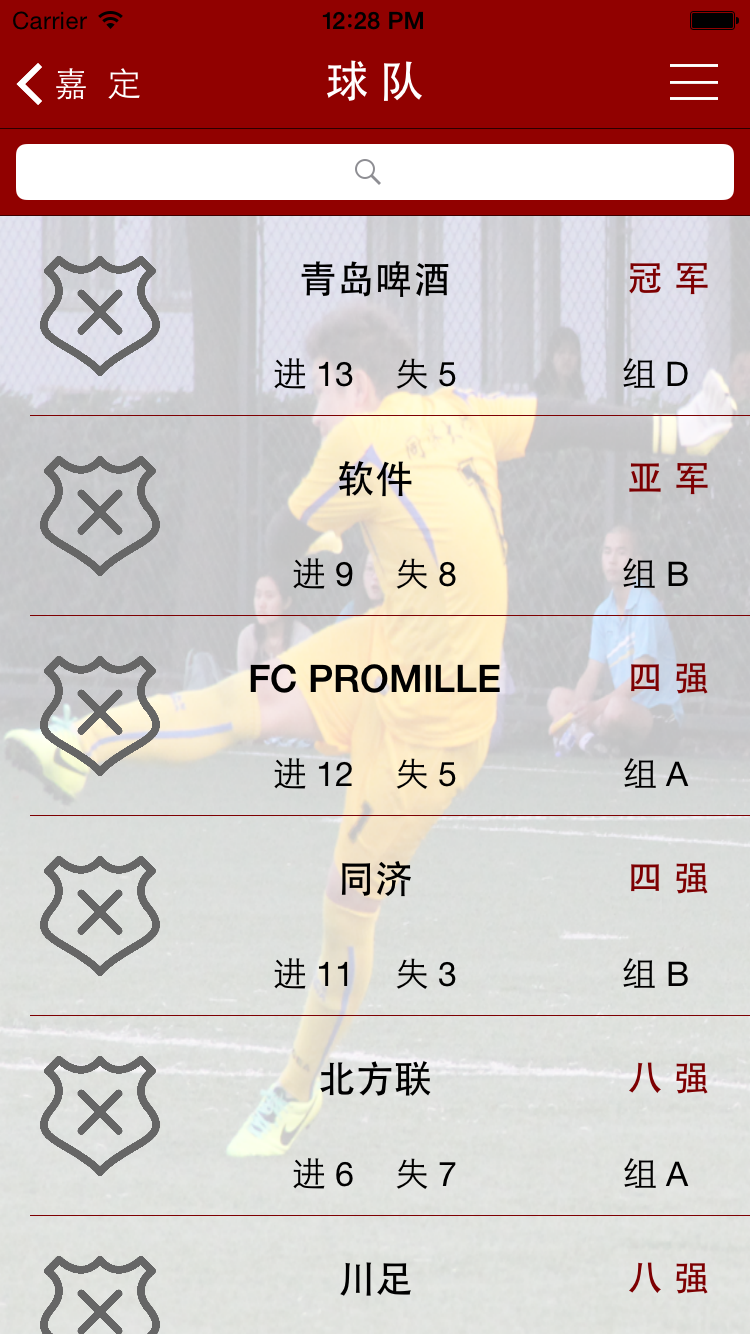 Carrier 12:28 PM
嘉 定 球 队
青岛啤酒 冠 军
进 13 失 5 组 D
软件 亚 军
进 9 失 8 组 B
FC PROMILLE 四 强
进 12 失 5 组 A
同济 四 强
进 11 失 3 组 B
北方联 八 强
进 6 失 7 组 A
川足 八 强